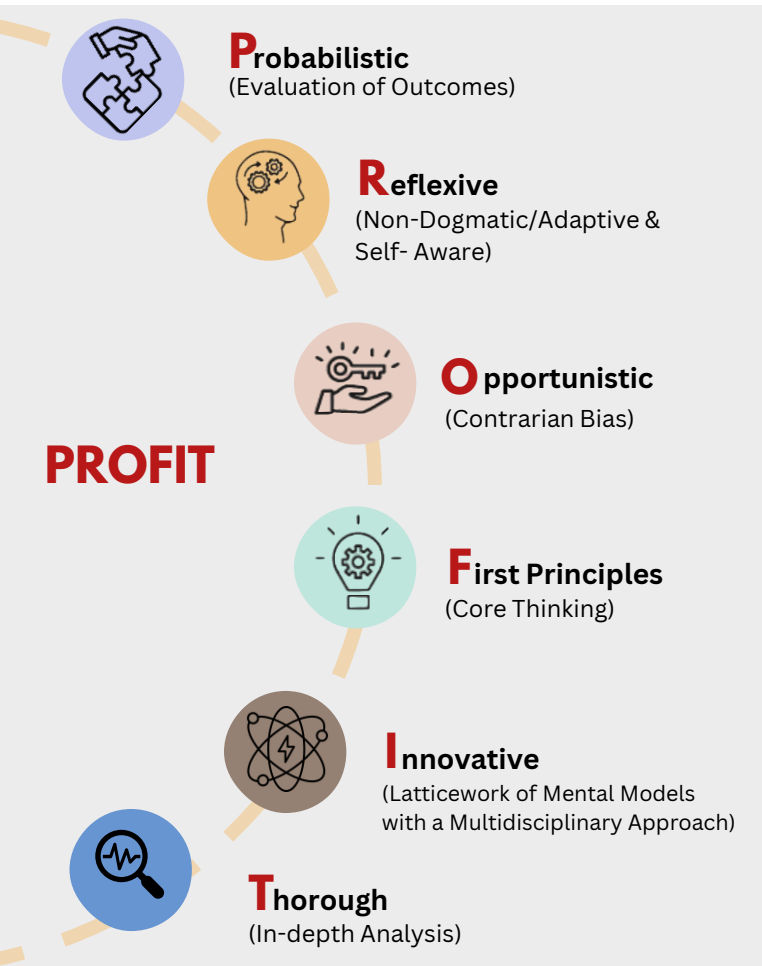 Probabilistic
(Evaluation of Outcomes)
Reflexive
(Non-Dogmatic/Adaptive &
Self- Aware)
Opportunistic
(Contrarian Bias)
PROFIT
First Principles
(Core Thinking)
Innovative
(Latticework of Mental Models
with a Multidisciplinary Approach)
Thorough
(In-depth Analysis)